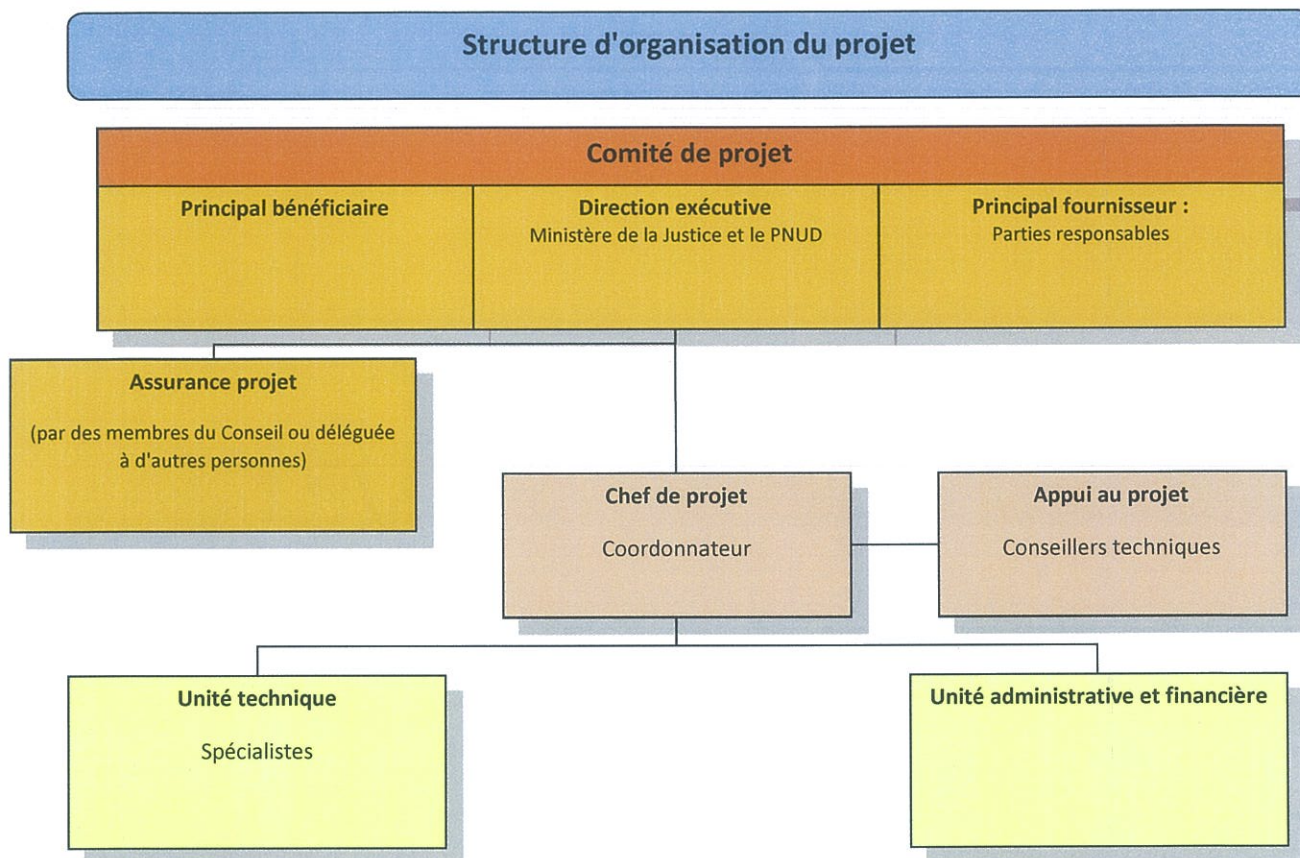 Structure d'organisation du projet
Comité de projet
Principal bénéficiaire
Direction exécutive
Ministère de la Justice et le PNUD
Principal fournisseur :
Parties responsables
Assurance projet
(par des membres du Conseil ou déléguée
à d'autres personnes)
Chef de projet
Coordonnateur
Appui au projet
Conseillers techniques
Unité technique
Spécialistes
Unité administrative et financière